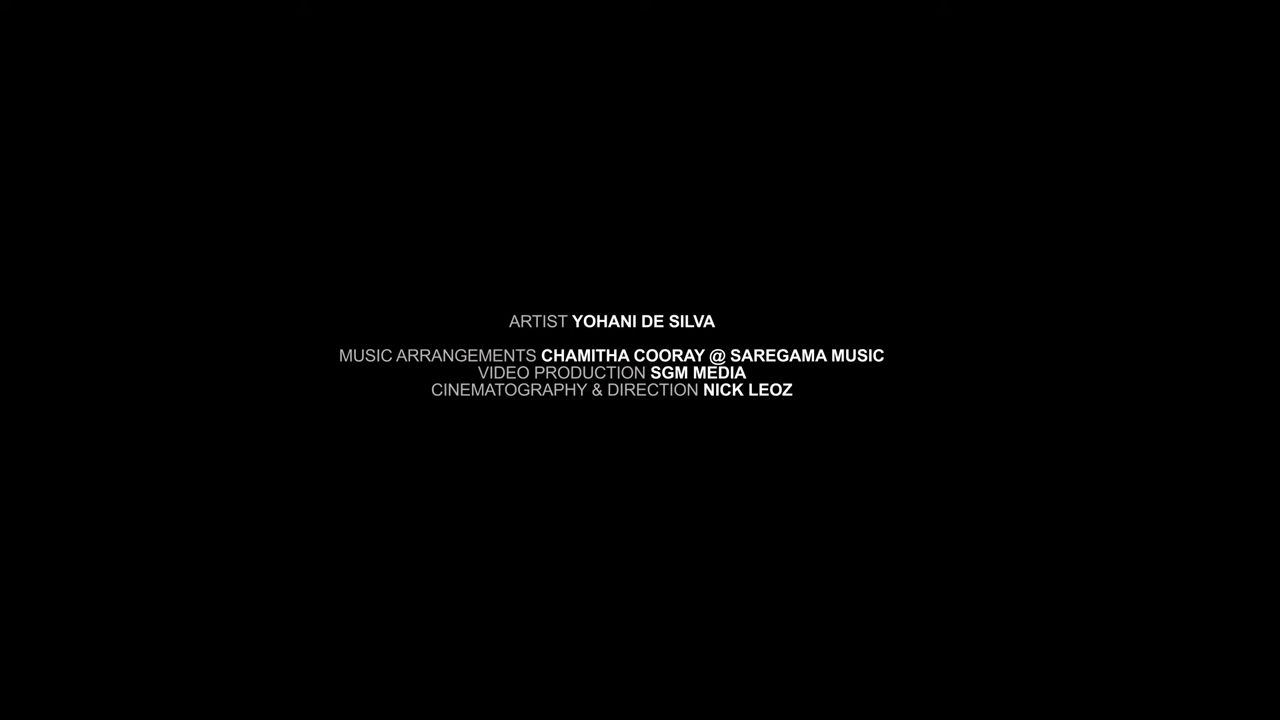 ARTIST YOHANI DE SILVA
MUSIC ARRANGEMENTS CHAMITHA COORAY @ SAREGAMA MUSIC
VIDEO PRODUCTION SGM MEDIA
CINEMATOGRAPHY & DIRECTION NICK LEOZ